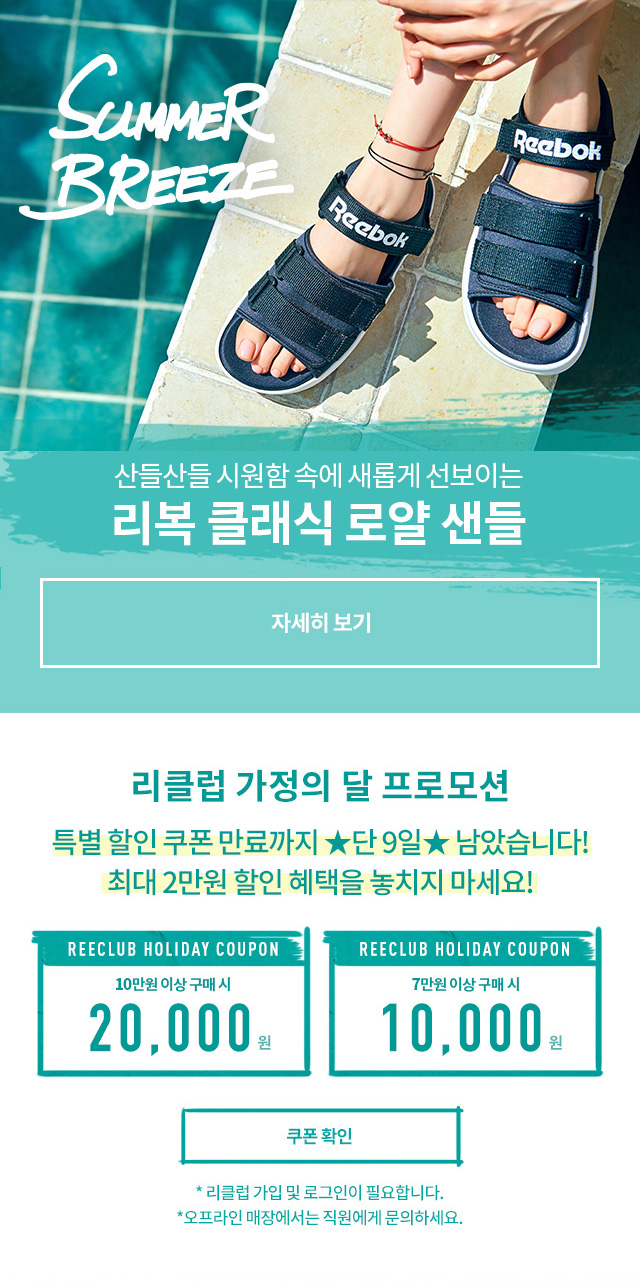 SUMMER
BREEZE
Reebok
Reebok
산들산들 시원함 속에 새롭게 선보이는
리복 클래식 로얄 샌들
자세히 보기
리클럽 가정의 달 프로모션
특별 할인 쿠폰 만료까지 ★단 9일★ 남았습니다!
최대 2만원 할인 혜택을 놓치지 마세요!
REECLUB HOLIDAY COUPON
10만원 이상 구매 시
20,000 원
REECLUB HOLIDAY COUPON
7만원 이상 구매 시
10,000 원
쿠폰 확인
* 리클럽 가입 및 로그인이 필요합니다.
*오프라인 매장에서는 직원에게 문의하세요.